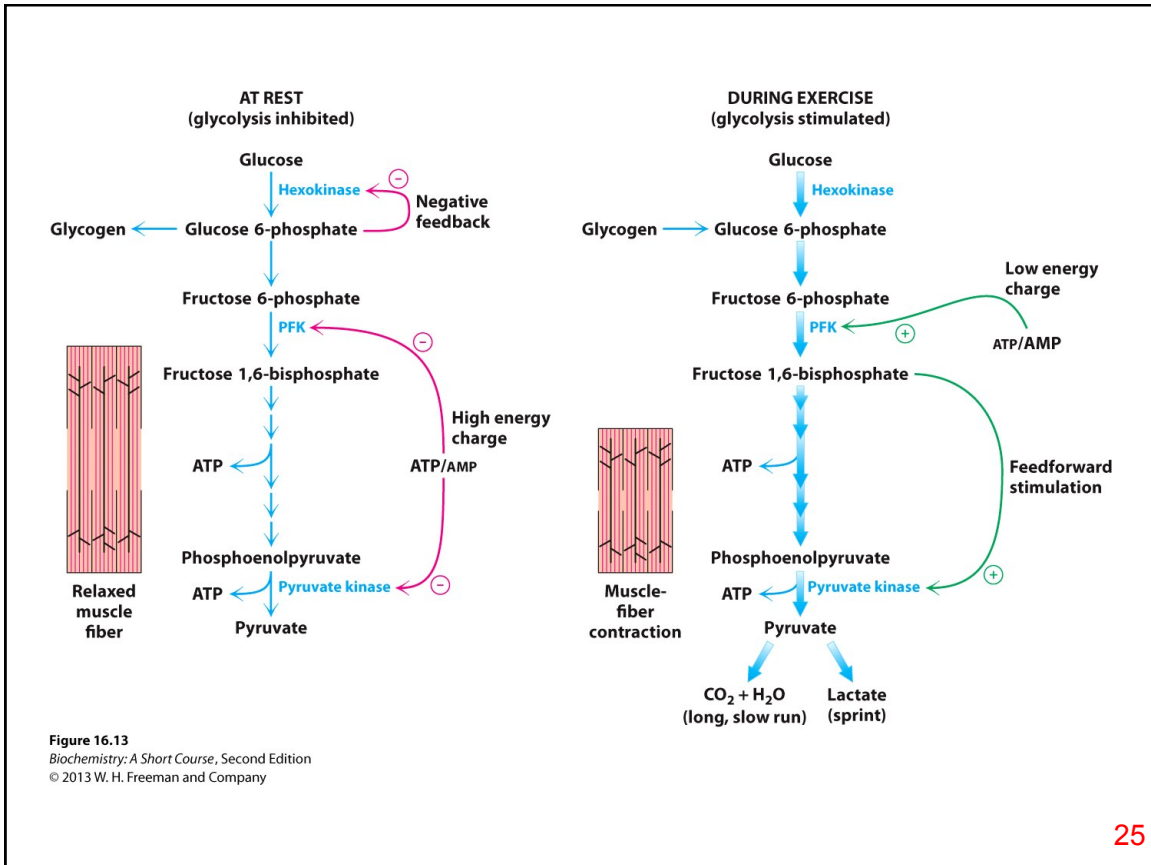 AT REST
(glycolysis inhibited)
Glucose
Hexokinase
−
Negative
feedback
Glycogen
Glucose 6-phosphate
Fructose 6-phosphate
PFK
−
Fructose 1,6-bisphosphate
High energy
charge
ATP
ATP/AMP
Phosphoenolpyruvate
ATP
Pyruvate kinase
−
Pyruvate
Relaxed
muscle
fiber
DURING EXERCISE
(glycolysis stimulated)
Glucose
Hexokinase
Glycogen
Glucose 6-phosphate
Fructose 6-phosphate
Low energy
charge
PFK
+
ATP/AMP
Fructose 1,6-bisphosphate
ATP
Feedforward
stimulation
Phosphoenolpyruvate
ATP
Pyruvate kinase
+
Muscle-
fiber
contraction
Pyruvate
CO₂ + H₂O
(long, slow run)
Lactate
(sprint)
Figure 16.13
Biochemistry: A Short Course, Second Edition
© 2013 W. H. Freeman and Company
25